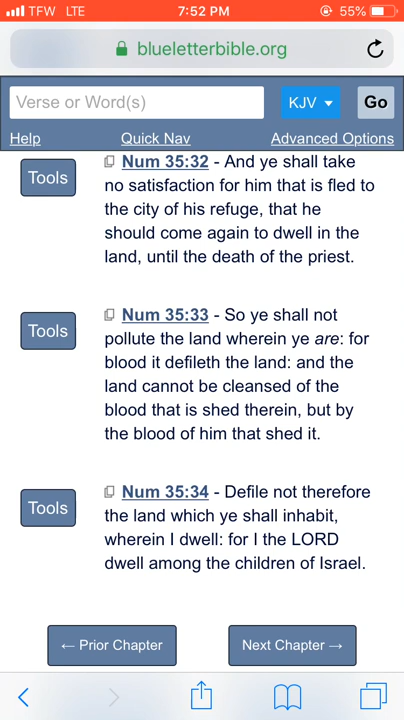 TFW LTE 7:52 PM 55%
blueletterbible.org
Verse or Word(s) KJV Go
Help Quick Nav Advanced Options
Tools Num 35:32 - And ye shall take
no satisfaction for him that is fled to
the city of his refuge, that he
should come again to dwell in the
land, until the death of the priest.
Tools Num 35:33 - So ye shall not
pollute the land wherein ye are: for
blood it defileth the land: and the
land cannot be cleansed of the
blood that is shed therein, but by
the blood of him that shed it.
Tools Num 35:34 - Defile not therefore
the land which ye shall inhabit,
wherein I dwell: for I the LORD
dwell among the children of Israel.
← Prior Chapter Next Chapter →